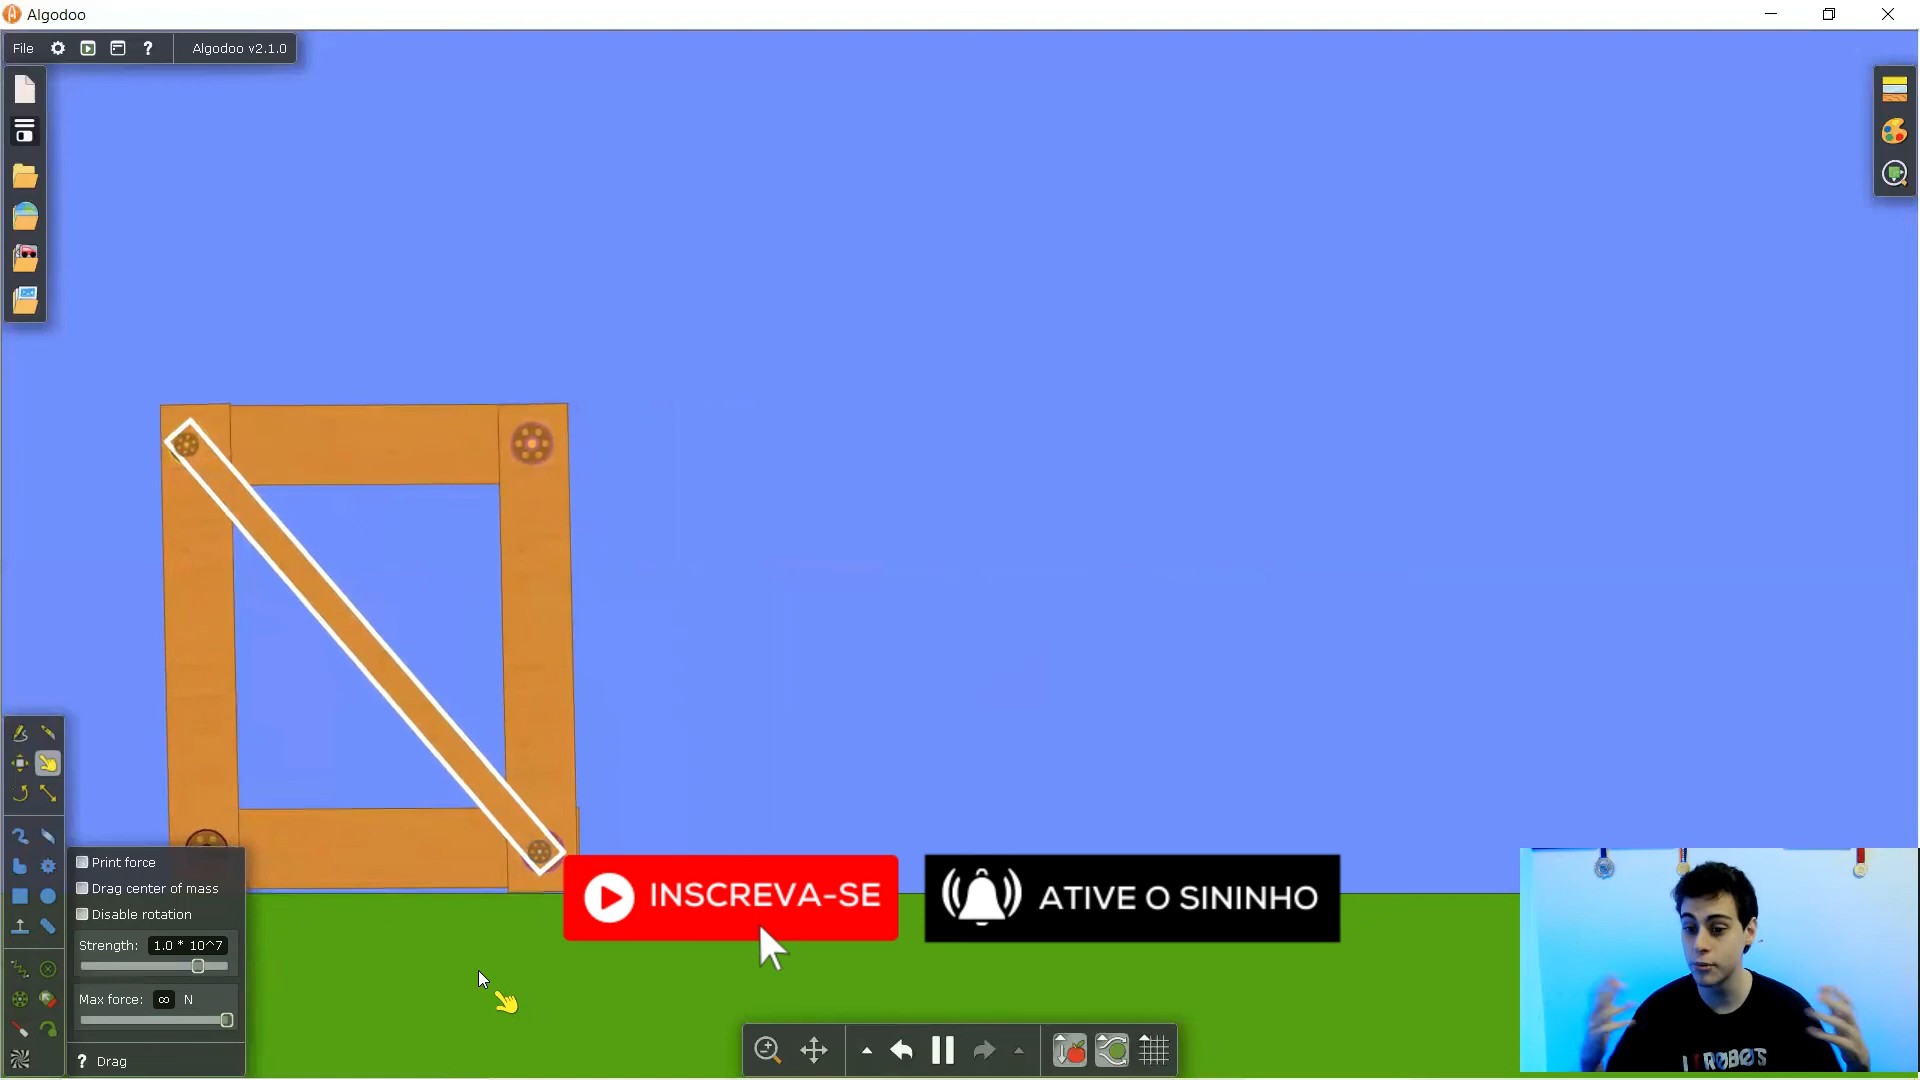 Algodoo
File
?
Algodoo v2.1.0
Print force
Drag center of mass
Disable rotation
Strength: 1.0 * 10^7
Max force: ∞ N
? Drag
INSCREVA-SE
ATIVE O SININHO
ROBOTS